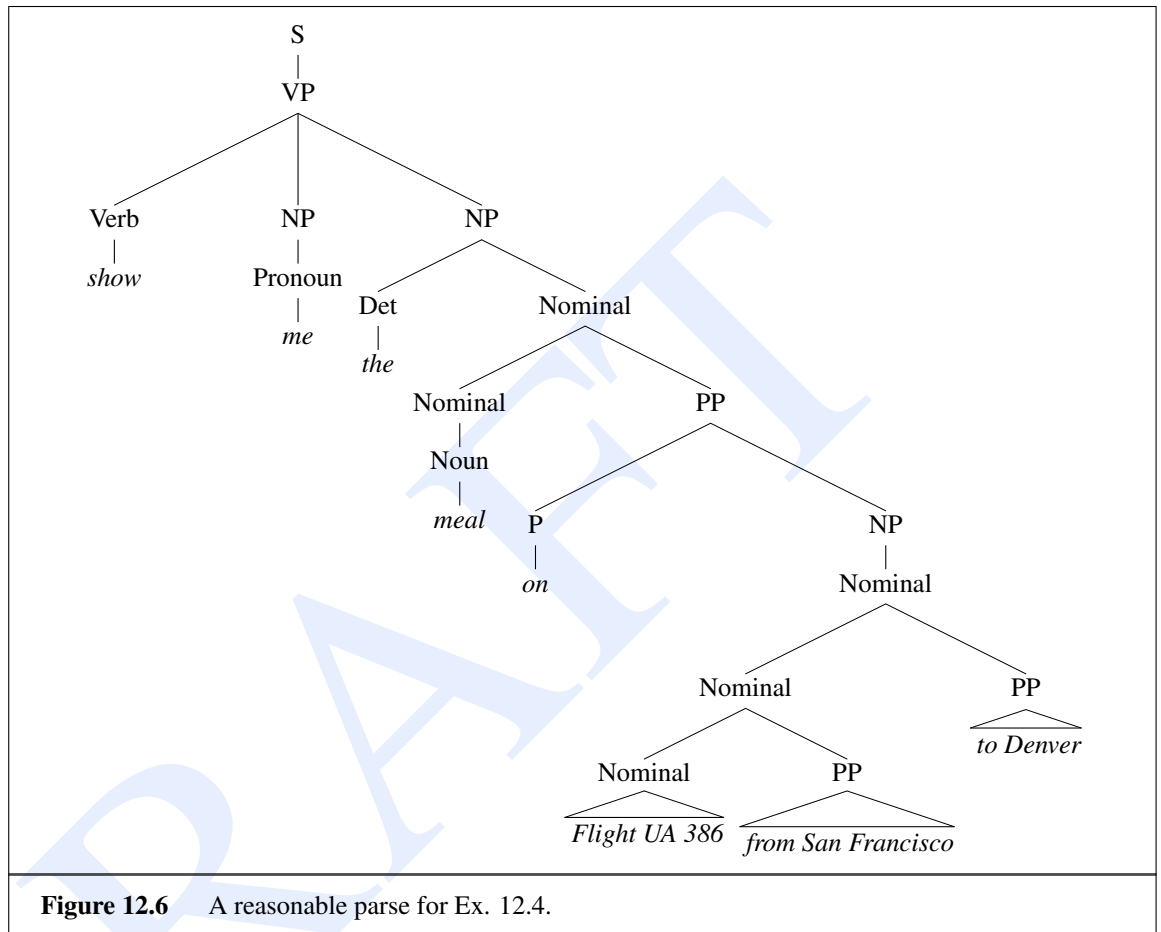 S
VP
Verb NP NP
show Pronoun Det Nominal
me the
Nominal PP
Noun
meal P NP
on Nominal
Nominal PP
to Denver
Nominal PP
Flight UA 386 from San Francisco
Figure 12.6 A reasonable parse for Ex. 12.4.
RAFT